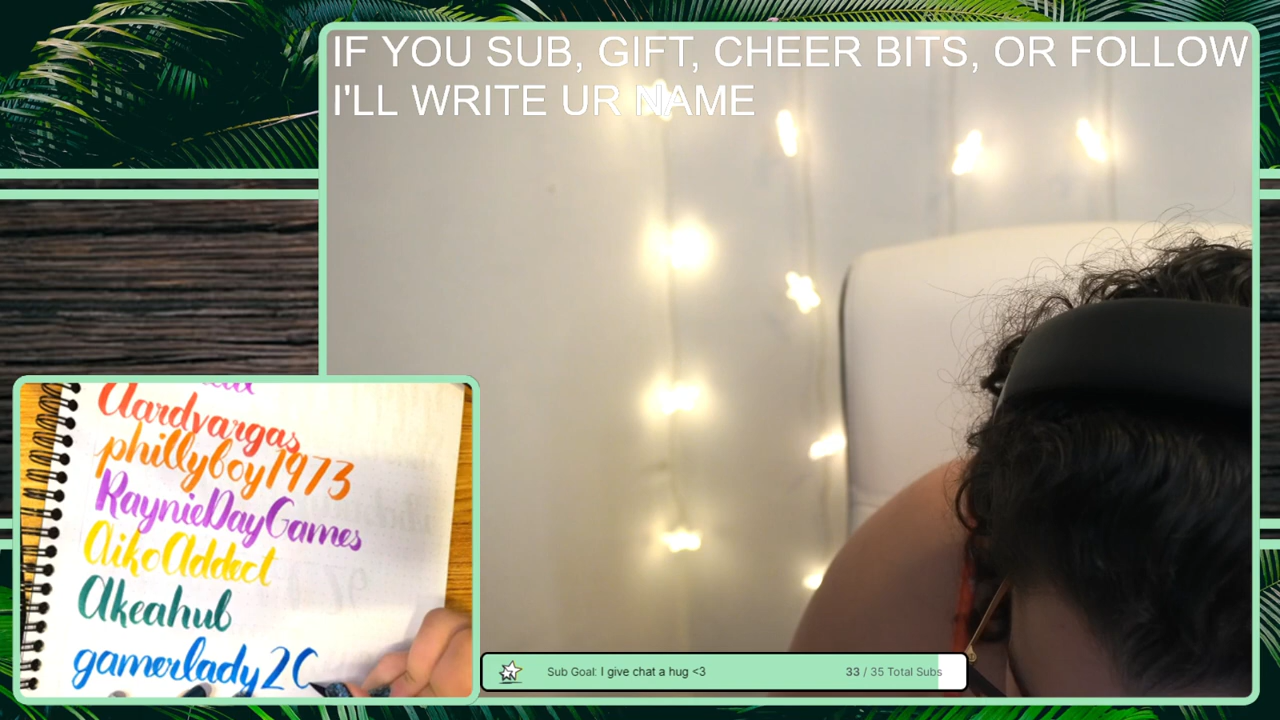 IF YOU SUB, GIFT, CHEER BITS, OR FOLLOW
I'LL WRITE UR NAME
Aardvargas
phillyboy1973
RaynieDayGames
AikoAddict
Akeahub
gamerlady20
Sub Goal: I give chat a hug <3 33 / 35 Total Subs